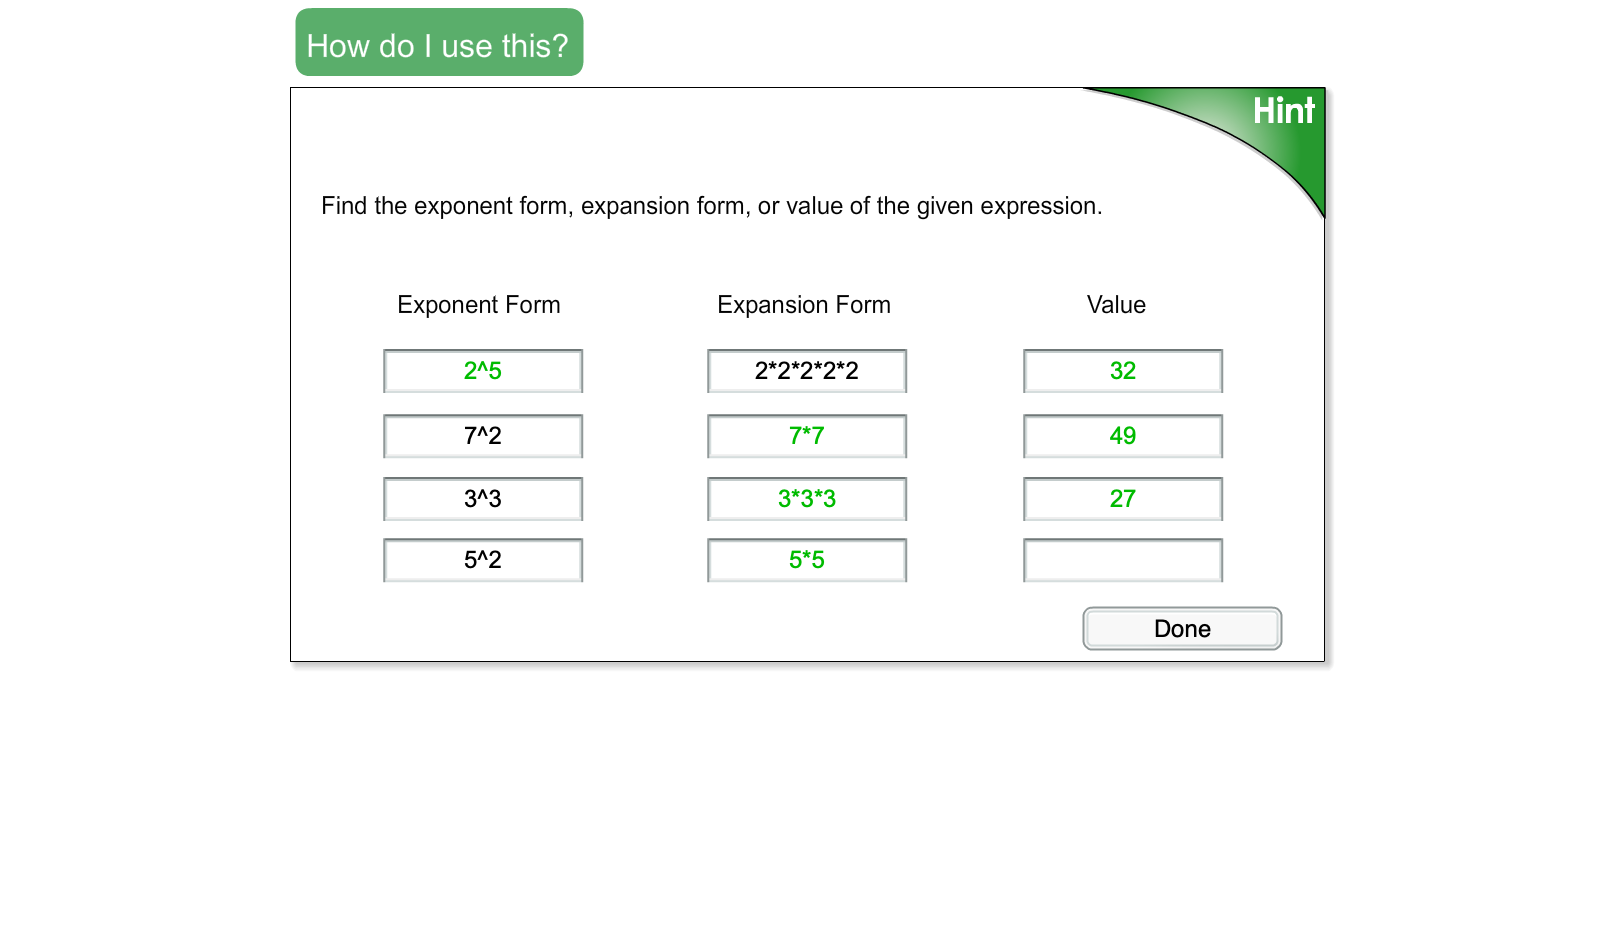 How do I use this?
Hint
Find the exponent form, expansion form, or value of the given expression.
Exponent Form Expansion Form Value
2^5 2*2*2*2*2 32
7^2 7*7 49
3^3 3*3*3 27
5^2 5*5
Done